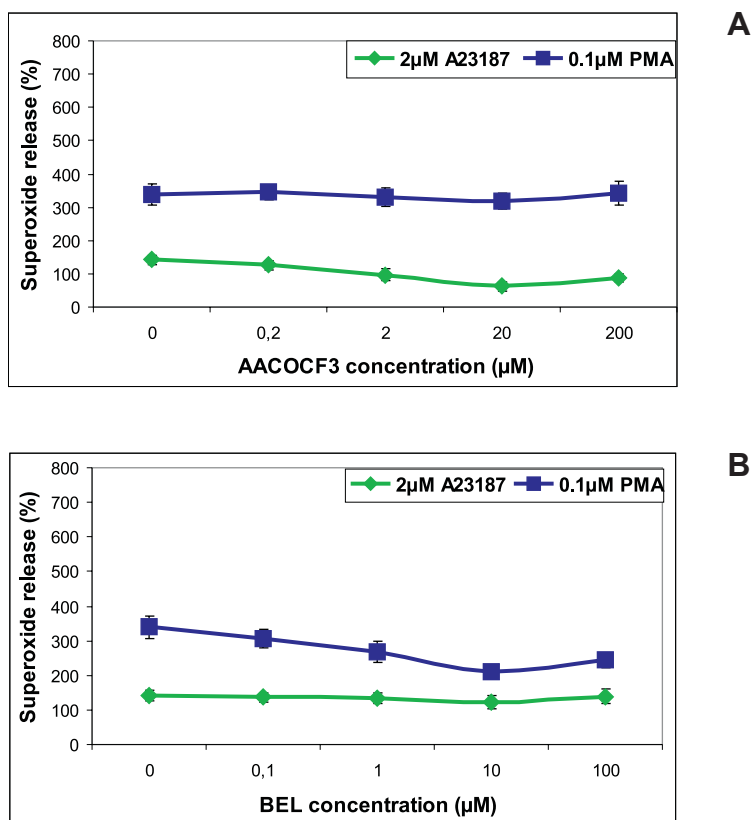 A
800
700
600
500
400
300
200
100
0
Superoxide release (%)
2µM A23187 0.1µM PMA
0 0,2 2 20 200
AACOCF3 concentration (µM)
B
800
700
600
500
400
300
200
100
0
Superoxide release (%)
2µM A23187 0.1µM PMA
0 0,1 1 10 100
BEL concentration (µM)